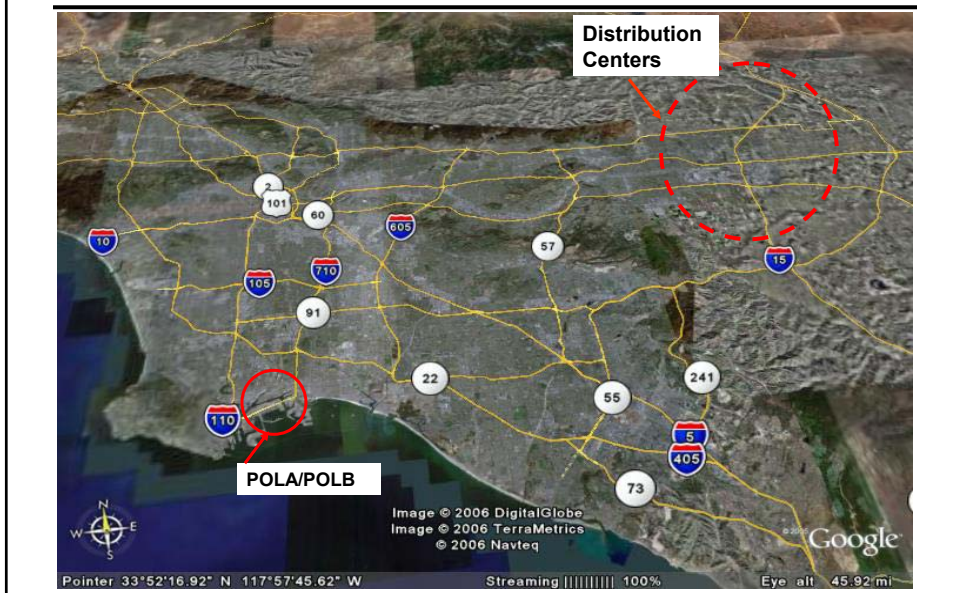 Distribution
Centers
2
101
60
605
10
57
15
105
710
91
22
241
55
110
5
405
73
POLA/POLB
N
W E
S
Image © 2006 DigitalGlobe
Image © 2006 TerraMetrics
© 2006 Navteq
© 2006 Google
Pointer 33°52'16.92" N 117°57'45.62" W Streaming |||||||||| 100% Eye alt 45.92 mi